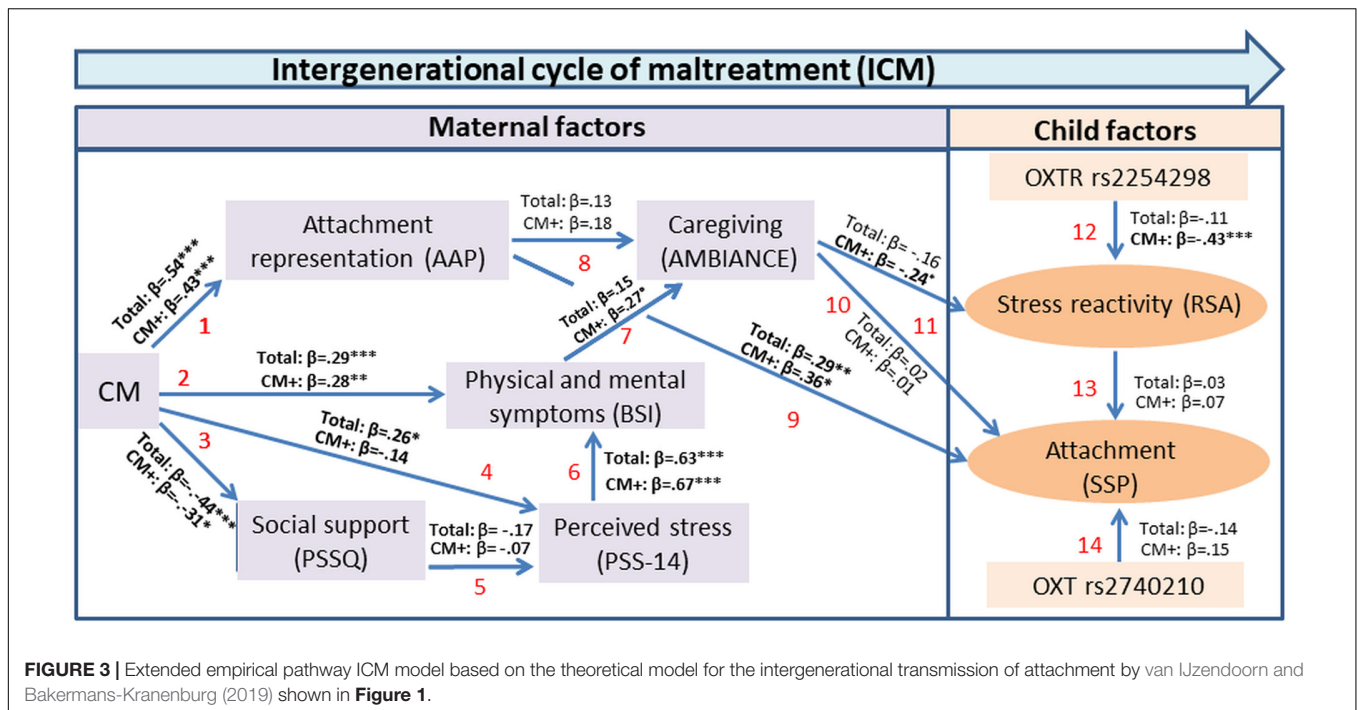 Intergenerational cycle of maltreatment (ICM)
Maternal factors
Child factors
OXTR rs2254298
Total: β=.13
CM+: β=.18
8
Attachment
representation (AAP)
Caregiving
(AMBIANCE)
Total: β= -.16
CM+: β= -.24*
12
Total: β=-.11
CM+: β=-.43***
Total: β=.54***
CM+: β=.43***
1
Total: β=.15
CM+: β=.27*
7
10
11
Stress reactivity (RSA)
Total: β=.02
CM+: β=.01
2
Total: β=.29***
CM+: β=.28**
Total: β=.29**
CM+: β=.36*
9
CM
Physical and mental
symptoms (BSI)
13
Total: β=.03
CM+: β=.07
3
Total: β=.26*
CM+: β=-.14
4
6
Total: β=.63***
CM+: β=.67***
Attachment
(SSP)
Total: β=-.-44***
CM+: β=-.-31*
Social support
(PSSQ)
Total: β= -.17
CM+: β= -.07
5
Perceived stress
(PSS-14)
14
Total: β=-.14
CM+: β=.15
OXT rs2740210
FIGURE 3 | Extended empirical pathway ICM model based on the theoretical model for the intergenerational transmission of attachment by van IJzendoorn and
Bakermans-Kranenburg (2019) shown in Figure 1.